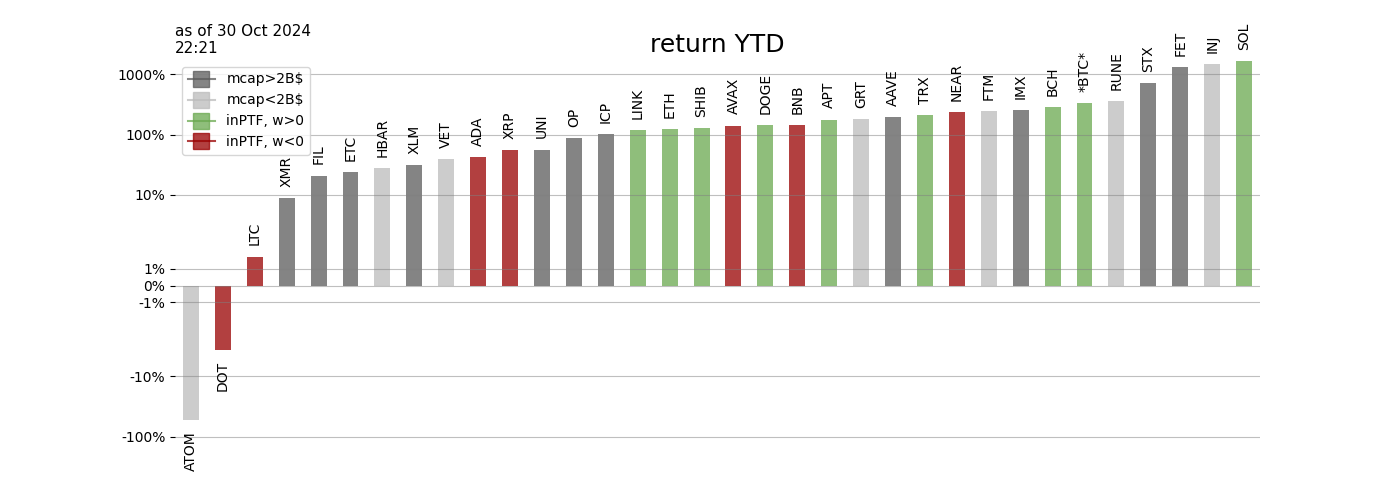 as of 30 Oct 2024
22:21
return YTD
mcap>2B$
mcap<2B$
inPTF, w>0
inPTF, w<0
1000%
100%
10%
1%
0%
-1%
-10%
-100%
ATOM
DOT
LTC
XMR
FIL
ETC
HBAR
XLM
VET
ADA
XRP
UNI
OP
ICP
LINK
ETH
SHIB
AVAX
DOGE
BNB
APT
GRT
AAVE
TRX
NEAR
FTM
IMX
BCH
*BTC*
RUNE
STX
FET
INJ
SOL